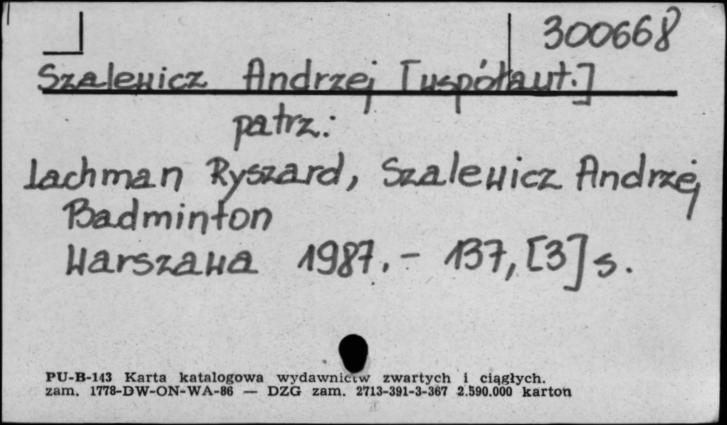 300668
Szalewicz Andrzej [współaut.]
patrz:
Lachman Ryszard, Szalewicz Andrzej
Badminton
Warszawa 1987. - 137, [3] s.
PU-B-143 Karta katalogowa wydawnictw zwartych i ciągłych.
zam. 1778-DW-ON-WA-86 — DZG zam. 2713-391-3-367 2.590.000 karton